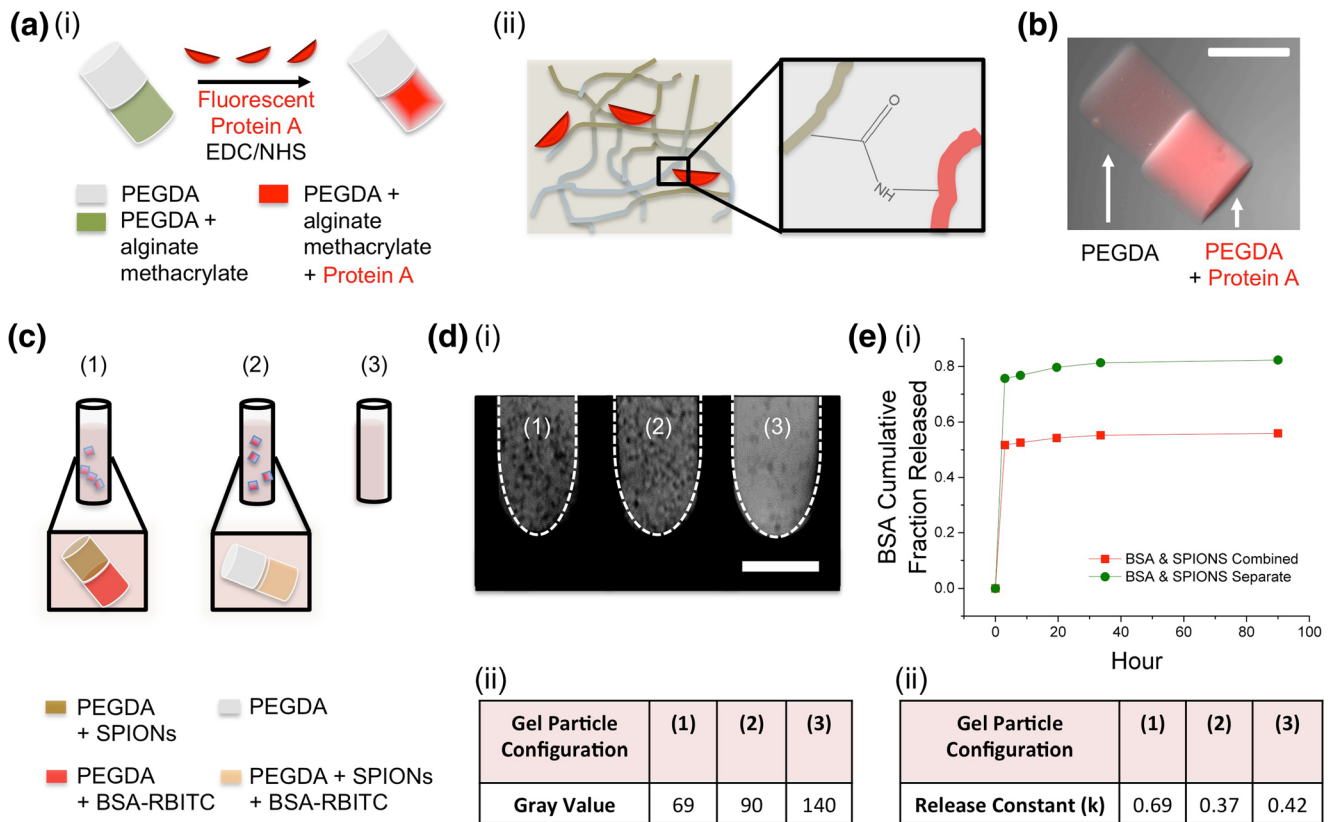 (a) (i)
Fluorescent
Protein A
EDC/NHS
PEGDA
PEGDA +
alginate
methacrylate
PEGDA +
alginate
methacrylate
+ Protein A
(ii)
O
NH
(b)
PEGDA
PEGDA
+ Protein A
(c)
(1)
(2)
(3)
PEGDA
+ SPIONs
PEGDA
PEGDA
+ BSA-RBITC
PEGDA + SPIONs
+ BSA-RBITC
(d) (i)
(1)
(2)
(3)
(ii)
Gel Particle
Configuration
(1)
(2)
(3)
Gray Value
69
90
140
(e) (i)
BSA Cumulative
Fraction Released
0.8
0.6
0.4
0.2
0.0
BSA & SPIONS Combined
BSA & SPIONS Separate
0
20
40
60
80
100
Hour
(ii)
Gel Particle
Configuration
(1)
(2)
(3)
Release Constant (k)
0.69
0.37
0.42